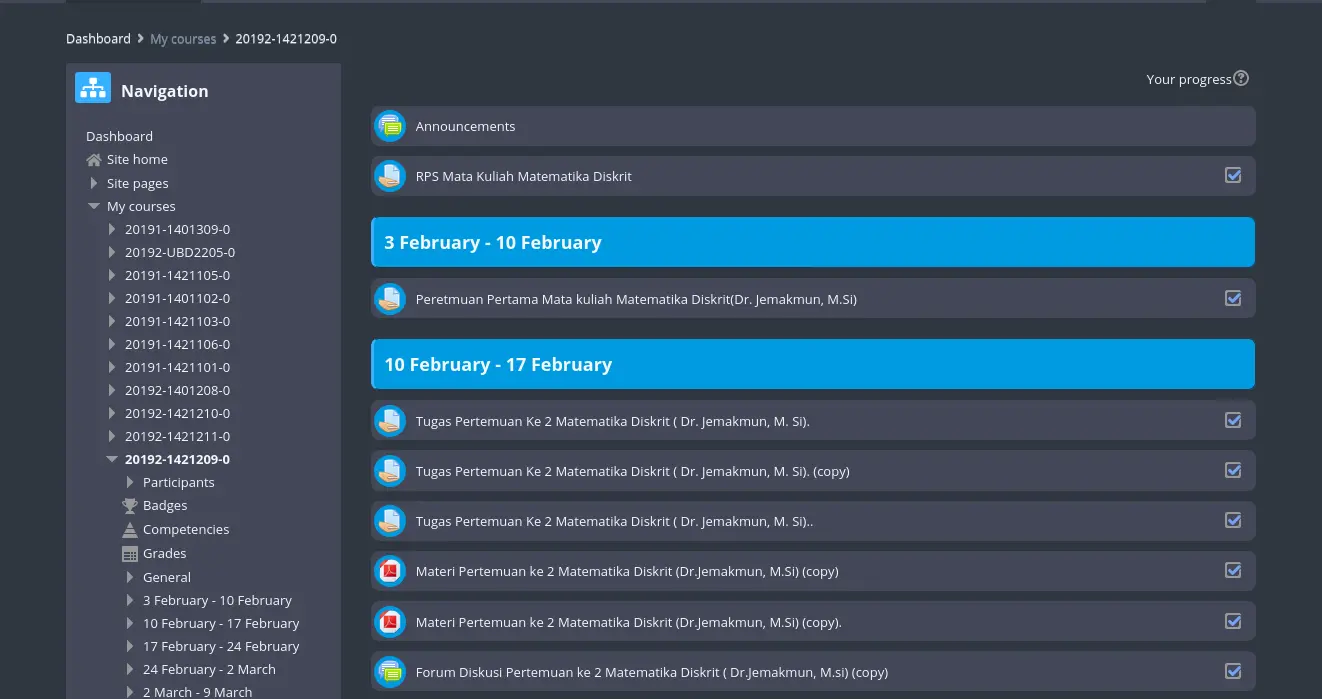 Dashboard > My courses > 20192-1421209-0
Navigation
Dashboard
Site home
Site pages
My courses
20191-1401309-0
20192-UBD2205-0
20191-1421105-0
20191-1401102-0
20191-1421103-0
20191-1421106-0
20191-1421101-0
20192-1401208-0
20192-1421210-0
20192-1421211-0
20192-1421209-0
Participants
Badges
Competencies
Grades
General
3 February - 10 February
10 February - 17 February
17 February - 24 February
24 February - 2 March
2 March - 9 March
Your progress
Announcements
RPS Mata Kuliah Matematika Diskrit
3 February - 10 February
Peretmuan Pertama Mata kuliah Matematika Diskrit(Dr. Jemakmun, M.Si)
10 February - 17 February
Tugas Pertemuan Ke 2 Matematika Diskrit ( Dr. Jemakmun, M. Si).
Tugas Pertemuan Ke 2 Matematika Diskrit ( Dr. Jemakmun, M. Si). (copy)
Tugas Pertemuan Ke 2 Matematika Diskrit ( Dr. Jemakmun, M. Si)..
Materi Pertemuan ke 2 Matematika Diskrit (Dr.Jemakmun, M.Si) (copy)
Materi Pertemuan ke 2 Matematika Diskrit (Dr.Jemakmun, M.Si) (copy).
Forum Diskusi Pertemuan ke 2 Matematika Diskrit ( Dr.Jemakmun, M.si) (copy)